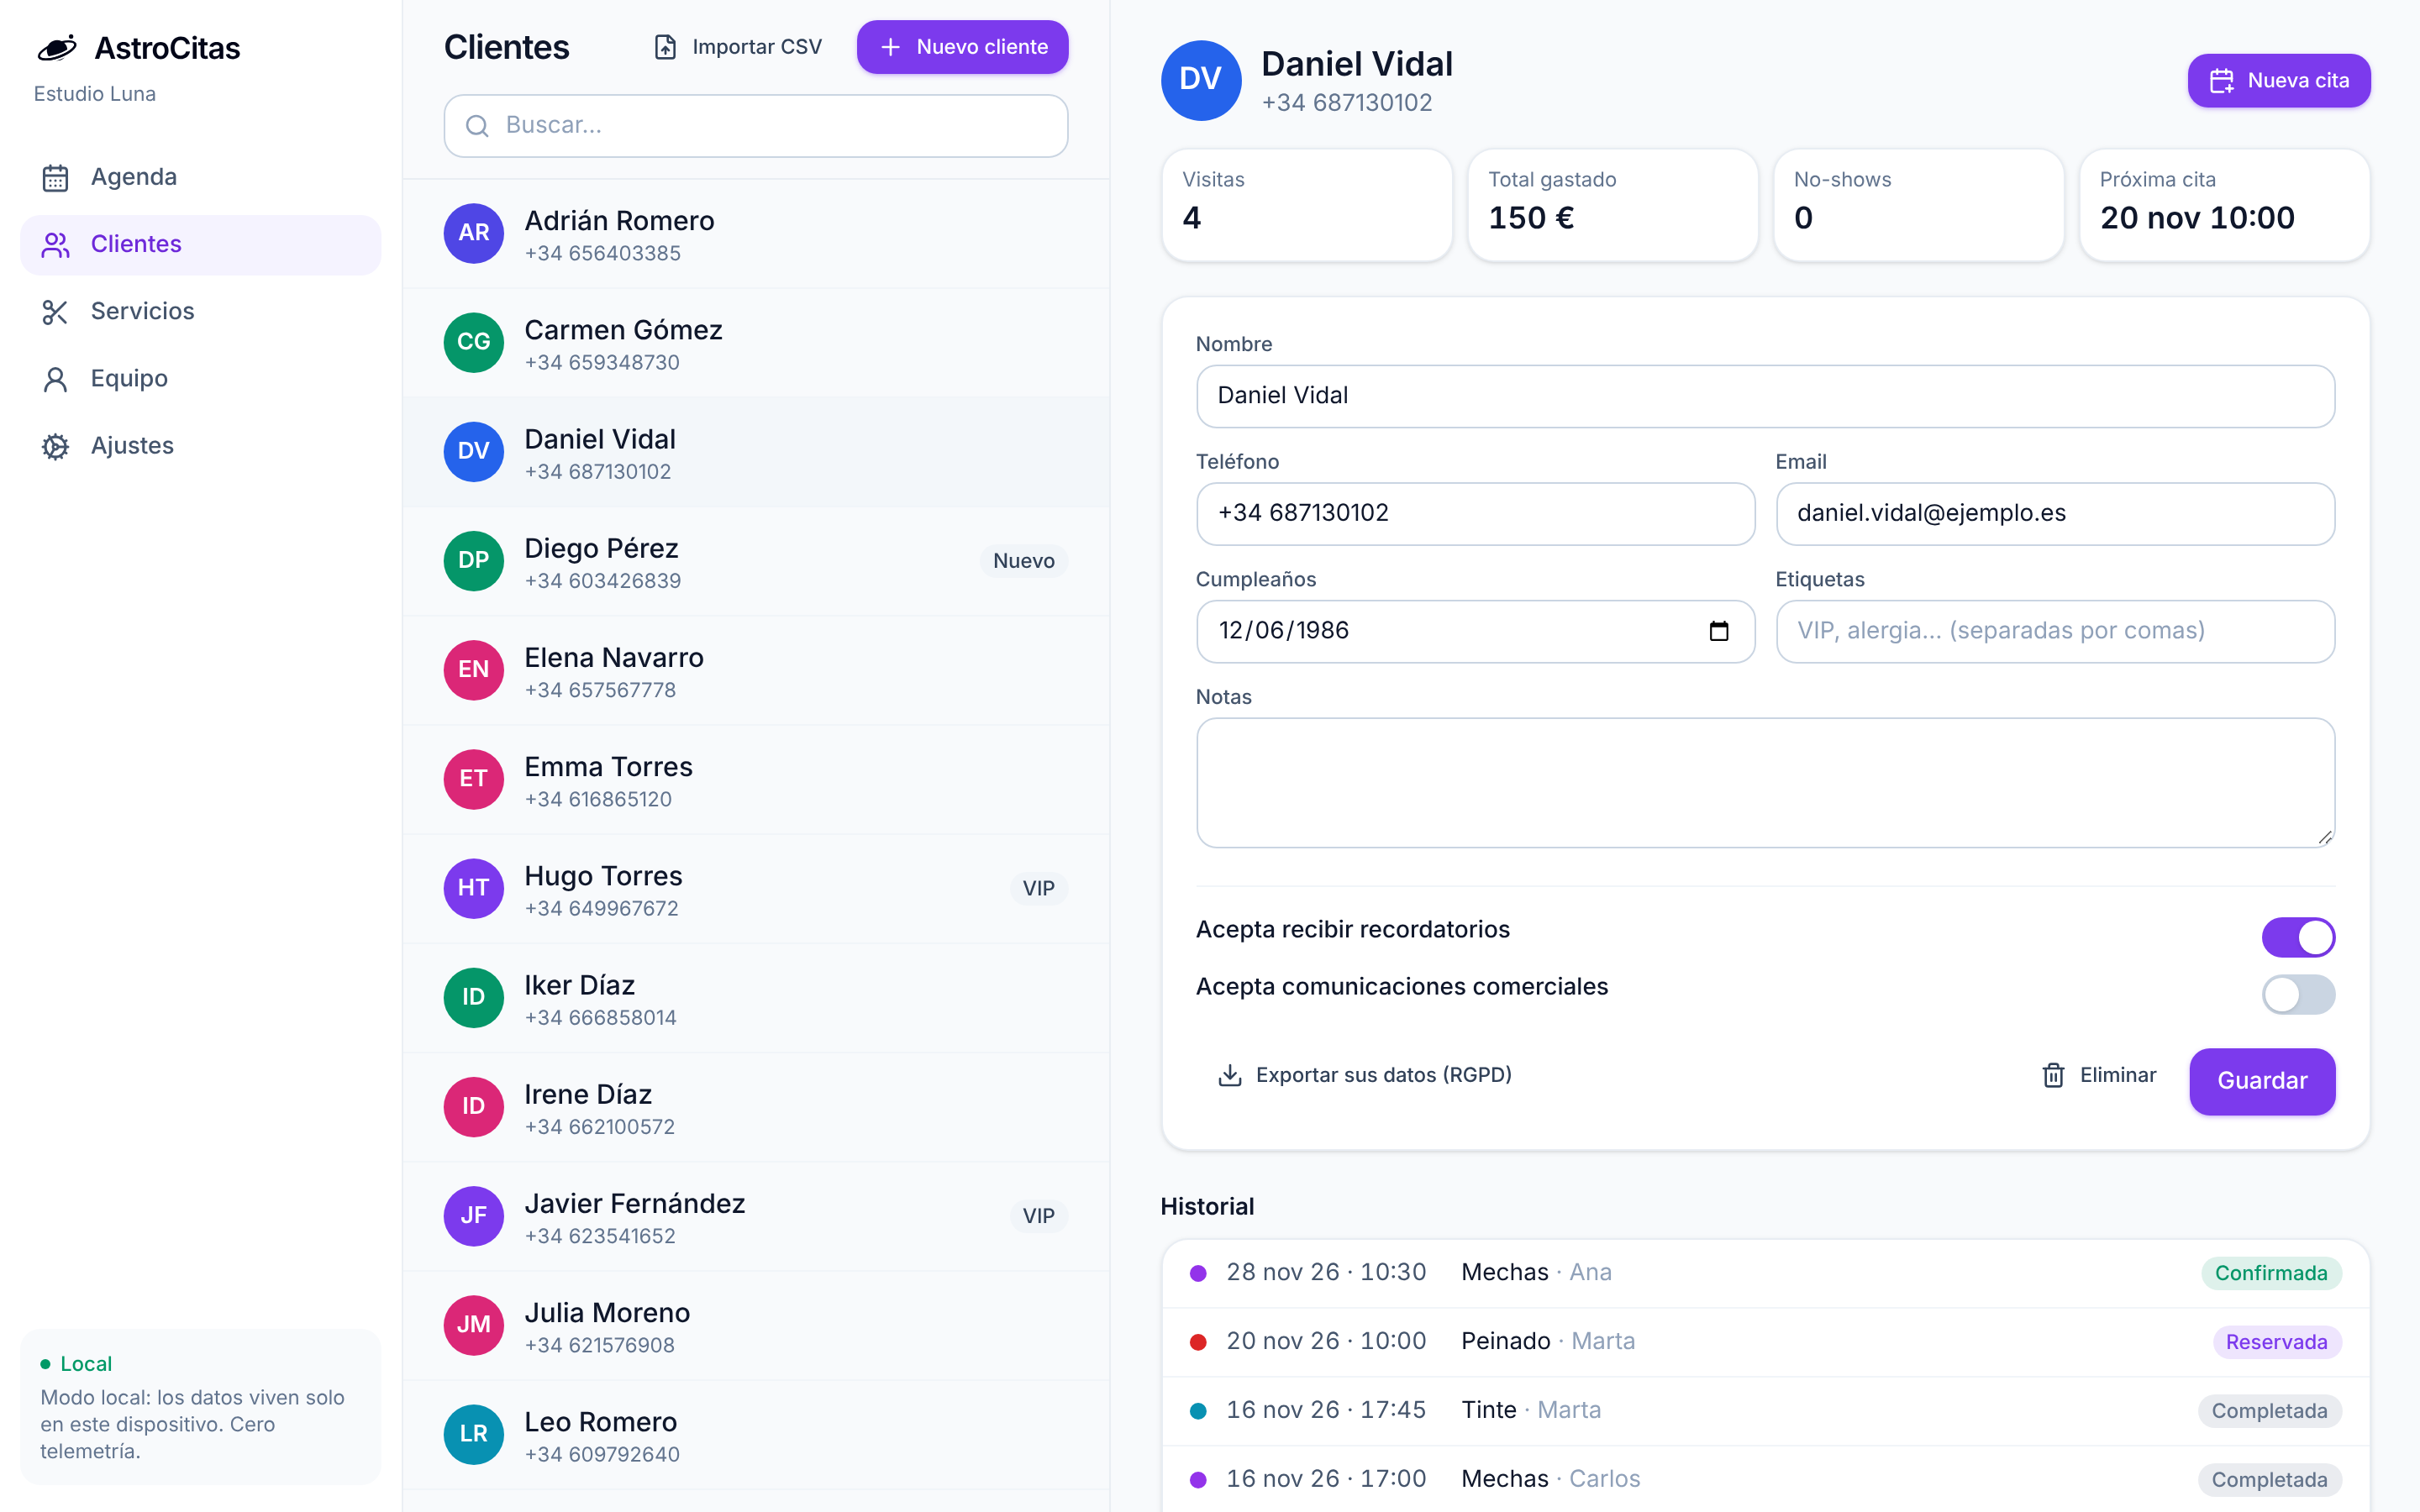 AstroCitas
Estudio Luna
Agenda
Clientes
Servicios
Equipo
Ajustes
Local
Modo local: los datos viven solo
en este dispositivo. Cero
telemetría.
Clientes
Importar CSV
Nuevo cliente
Buscar...
AR
Adrián Romero
+34 656403385
CG
Carmen Gómez
+34 659348730
DV
Daniel Vidal
+34 687130102
DP
Diego Pérez
+34 603426839
Nuevo
EN
Elena Navarro
+34 657567778
ET
Emma Torres
+34 616865120
HT
Hugo Torres
+34 649967672
VIP
ID
Iker Díaz
+34 666858014
ID
Irene Díaz
+34 662100572
JF
Javier Fernández
+34 623541652
VIP
JM
Julia Moreno
+34 621576908
LR
Leo Romero
+34 609792640
DV
Daniel Vidal
+34 687130102
Nueva cita
Visitas
4
Total gastado
150 €
No-shows
0
Próxima cita
20 nov 10:00
Nombre
Daniel Vidal
Teléfono
+34 687130102
Email
daniel.vidal@ejemplo.es
Cumpleaños
12/06/1986
Etiquetas
VIP, alergia... (separadas por comas)
Notas
Acepta recibir recordatorios
Acepta comunicaciones comerciales
Exportar sus datos (RGPD)
Eliminar
Guardar
Historial
28 nov 26 · 10:30 Mechas · Ana Confirmada
20 nov 26 · 10:00 Peinado · Marta Reservada
16 nov 26 · 17:45 Tinte · Marta Completada
16 nov 26 · 17:00 Mechas · Carlos Completada